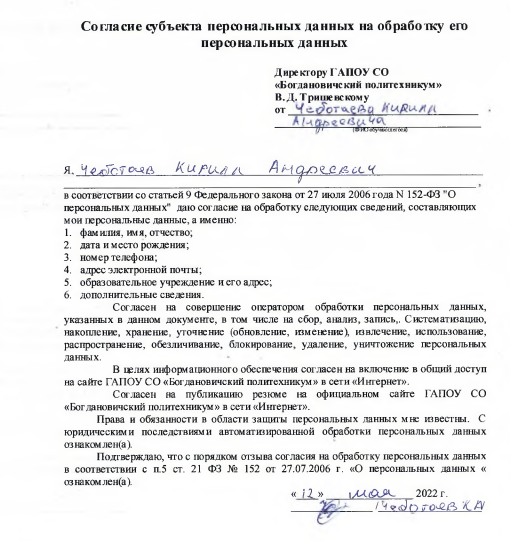 Согласие субъекта персональных данных на обработку его
персональных данных
Директору ГАПОУ СО
«Богдановичский политехникум»
В. Д. Тришевскому
от Чеботаева Кирилл
Андреевича
(ФИО обучающегося)
Я, Чеботаев Кирилл Андреевич
,
в соответствии со статьей 9 Федерального закона от 27 июля 2006 года N 152-ФЗ "О
персональных данных" даю согласие на обработку следующих сведений, составляющих
мои персональные данные, а именно:
1. фамилия, имя, отчество;
2. дата и место рождения;
3. номер телефона;
4. адрес электронной почты;
5. образовательное учреждение и его адрес;
6. дополнительные сведения.
Согласен на совершение оператором обработки персональных данных,
указанных в данном документе, в том числе на сбор, анализ, запись,. Систематизацию,
накопление, хранение, уточнение (обновление, изменение), извлечение, использование,
распространение, обезличивание, блокирование, удаление, уничтожение персональных
данных.
В целях информационного обеспечения согласен на включение в общий доступ
на сайте ГАПОУ СО «Богдановичский политехникум» в сети «Интернет».
Согласен на публикацию резюме на официальном сайте ГАПОУ СО
«Богдановичский политехникум» в сети «Интернет».
Права и обязанности в области защиты персональных данных мне известны. С
юридическими последствиями автоматизированной обработки персональных данных
ознакомлен(а).
Подтверждаю, что с порядком отзыва согласия на обработку персональных данных
в соответствии с п.5 ст. 21 ФЗ № 152 от 27.07.2006 г. «О персональных данных «
ознакомлен(а).
« 12 » мая 2022 г.
Чеботаев К А